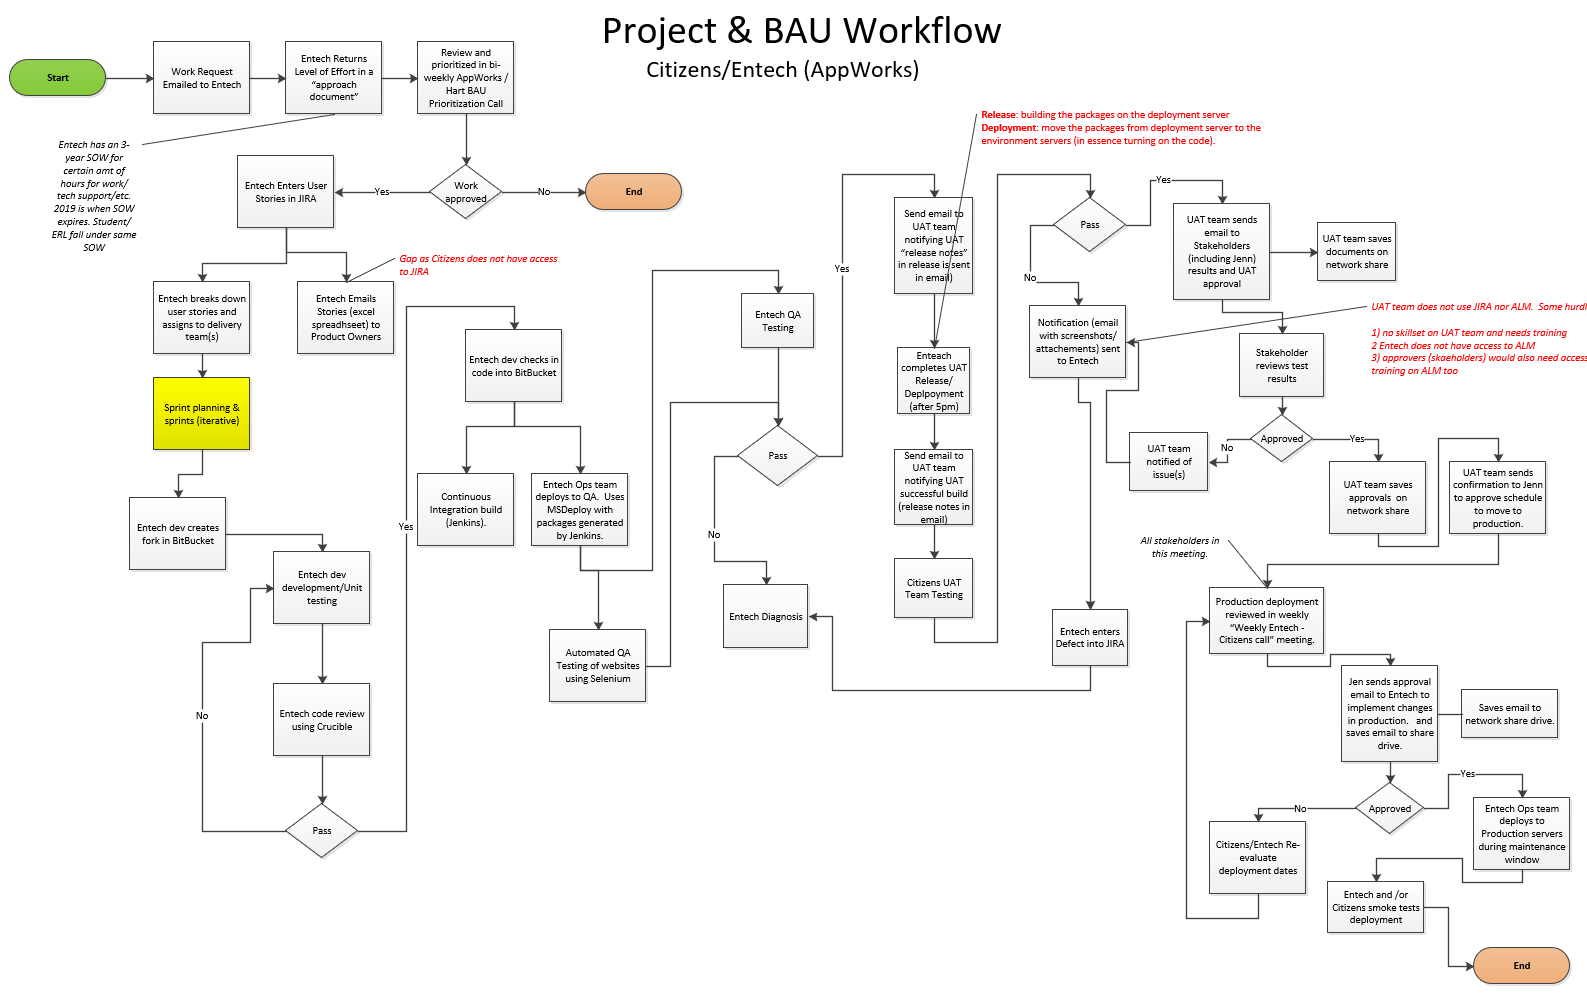 Project & BAU Workflow
Citizens/Entech (AppWorks)
Start
Work Request
Emailed to Entech
Entech Returns
Level of Effort in a
“approach
document”
Review and
prioritized in bi-
weekly AppWorks /
Hart BAU
Prioritization Call
Entech has an 3-
year SOW for
certain amt of
hours for work/
tech support/etc.
2019 is when SOW
expires. Student/
ERL fall under same
SOW
Entech Enters User
Stories in JIRA
Yes
Work
approved
No
End
Gap as Citizens does not have access
to JIRA
Entech breaks down
user stories and
assigns to delivery
team(s)
Entech Emails
Stories (excel
spreadhseet) to
Product Owners
Sprint planning &
sprints (iterative)
Entech dev creates
fork in BitBucket
Entech dev
development/Unit
testing
Entech code review
using Crucible
No
Pass
Yes
Entech dev checks in
code into BitBucket
Continuous
Integration build
(Jenkins).
Entech Ops team
deploys to QA.  Uses
MSDeploy with
packages generated
by Jenkins.
Automated QA
Testing of websites
using Selenium
Entech QA
Testing
Pass
Yes
No
Entech Diagnosis
Release: building the packages on the deployment server
Deployment: move the packages from deployment server to the
environment servers (in essence turning on the code).
Send email to
UAT team
notifying UAT
“release notes”
in release is sent
in email)
Enteach
completes UAT
Release/
Deplpoyment
(after 5pm)
Send email to
UAT team
notifying UAT
successful build
(release notes in
email)
Citizens UAT
Team Testing
Pass
Yes
No
Notification (email
with screenshots/
attachements) sent
to Entech
Entech enters
Defect into JIRA
UAT team sends
email to
Stakeholders
(including Jenn)
results and UAT
approval
UAT team saves
documents on
network share
UAT team does not use JIRA nor ALM.  Some hurdl
1) no skillset on UAT team and needs training
2 Entech does not have access to ALM
3) approvers (skaeholders) would also need access
training on ALM too
Stakeholder
reviews test
results
Approved
No
Yes
UAT team
notified of
issue(s)
UAT team saves
approvals  on
network share
UAT team sends
confirmation to Jenn
to approve schedule
to move to
production.
All stakeholders in
this meeting.
Production deployment
reviewed in weekly
“Weekly Entech -
Citizens call” meeting.
Jen sends approval
email to Entech to
implement changes
in production.   and
saves email to share
drive.
Saves email to
network share drive.
Approved
Yes
No
Entech Ops team
deploys to
Production servers
during maintenance
window
Citizens/Entech Re-
evaluate
deployment dates
Entech and /or
Citizens smoke tests
deployment
End